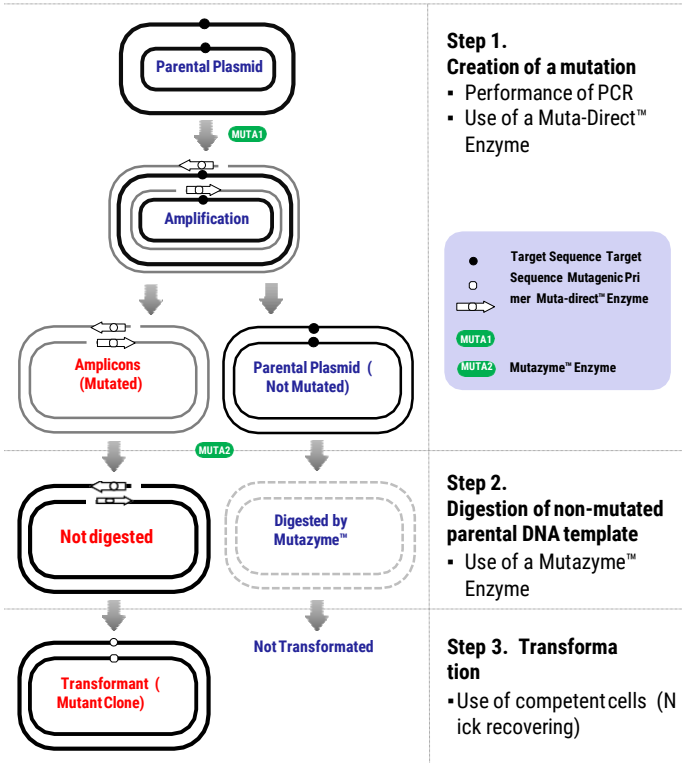 Parental Plasmid
MUTA1
Amplification
Amplicons
(Mutated)
Parental Plasmid (
Not Mutated)
MUTA2
Not digested
Digested by
Mutazyme™
Not Transformated
Transformant (
Mutant Clone)
Step 1.
Creation of a mutation
▪ Performance of PCR
▪ Use of a Muta-Direct™
Enzyme
Target Sequence Target
Sequence Mutagenic Pri
mer Muta-direct™ Enzyme
MUTA1
MUTA2 Mutazyme™ Enzyme
Step 2.
Digestion of non-mutated
parental DNA template
▪ Use of a Mutazyme™
Enzyme
Step 3. Transforma
tion
▪ Use of competent cells (N
ick recovering)